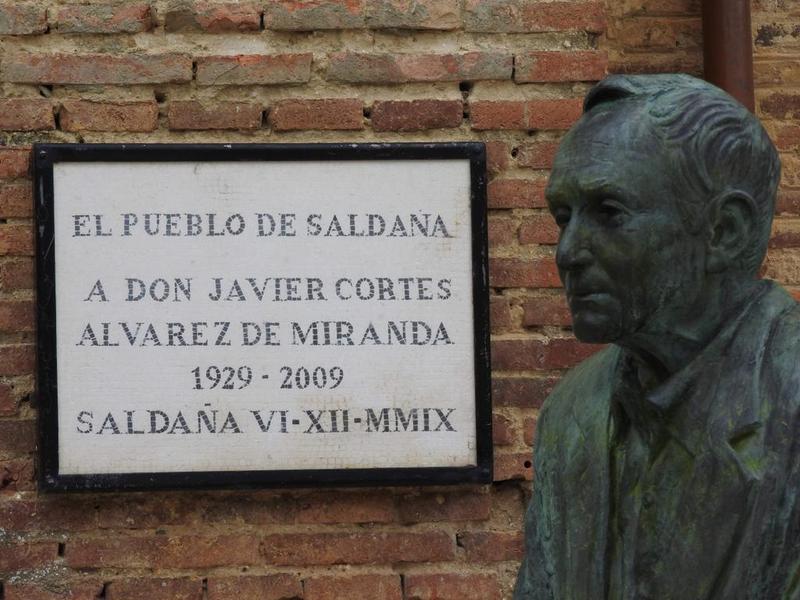 EL PUEBLO DE SALDAÑA
A DON JAVIER CORTES
ALVAREZ DE MIRANDA
1929 - 2009
SALDAÑA VI-XII-MMIX